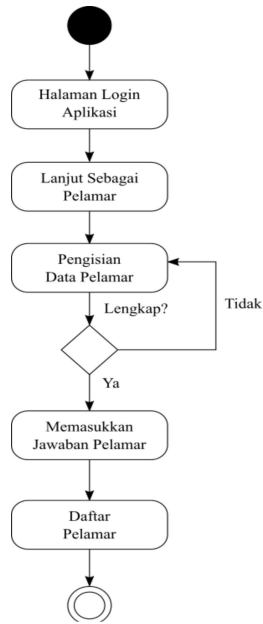 Halaman Login
Aplikasi
Lanjut Sebagai
Pelamar
Pengisian
Data Pelamar
Lengkap?
Tidak
Ya
Memasukkan
Jawaban Pelamar
Daftar
Pelamar